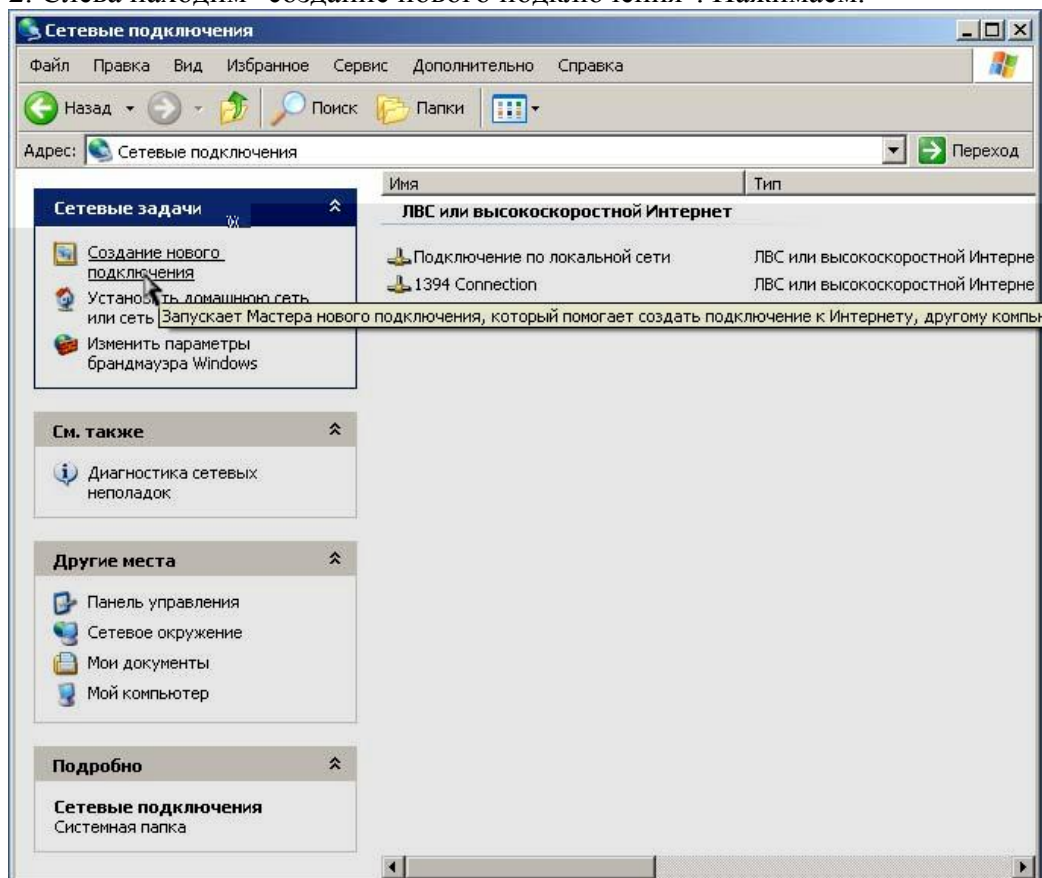 2. Слева находим "создание нового подключения". Нажимаем.
Сетевые подключения
Файл Правка Вид Избранное Сервис Дополнительно Справка
Назад Поиск Папки
Адрес: Сетевые подключения Переход
Имя Тип
Сетевые задачи
ЛВС или высокоскоростной Интернет
Создание нового
подключения
Подключение по локальной сети ЛВС или высокоскоростной Интерне
1394 Connection ЛВС или высокоскоростной Интерне
Установить домашнюю сеть
или сеть
Запускает Мастера нового подключения, который помогает создать подключение к Интернету, другому компь
Изменить параметры
брандмауэра Windows
См. также
Диагностика сетевых
неполадок
Другие места
Панель управления
Сетевое окружение
Мои документы
Мой компьютер
Подробно
Сетевые подключения
Системная папка